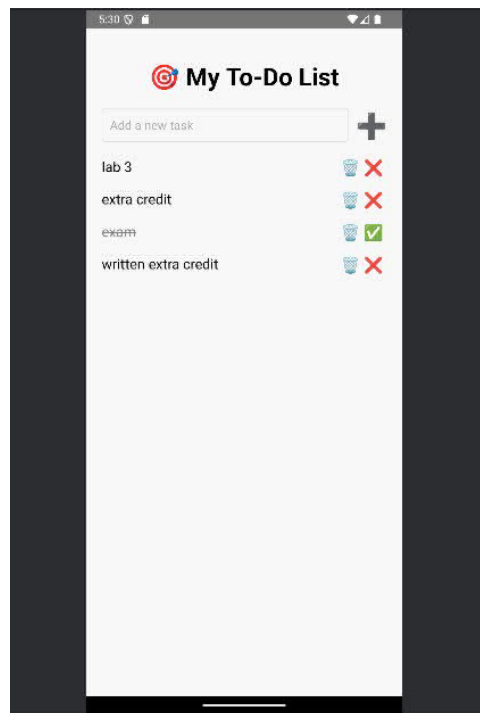 5:30
🎯 My To-Do List
Add a new task
lab 3
extra credit
exam
written extra credit